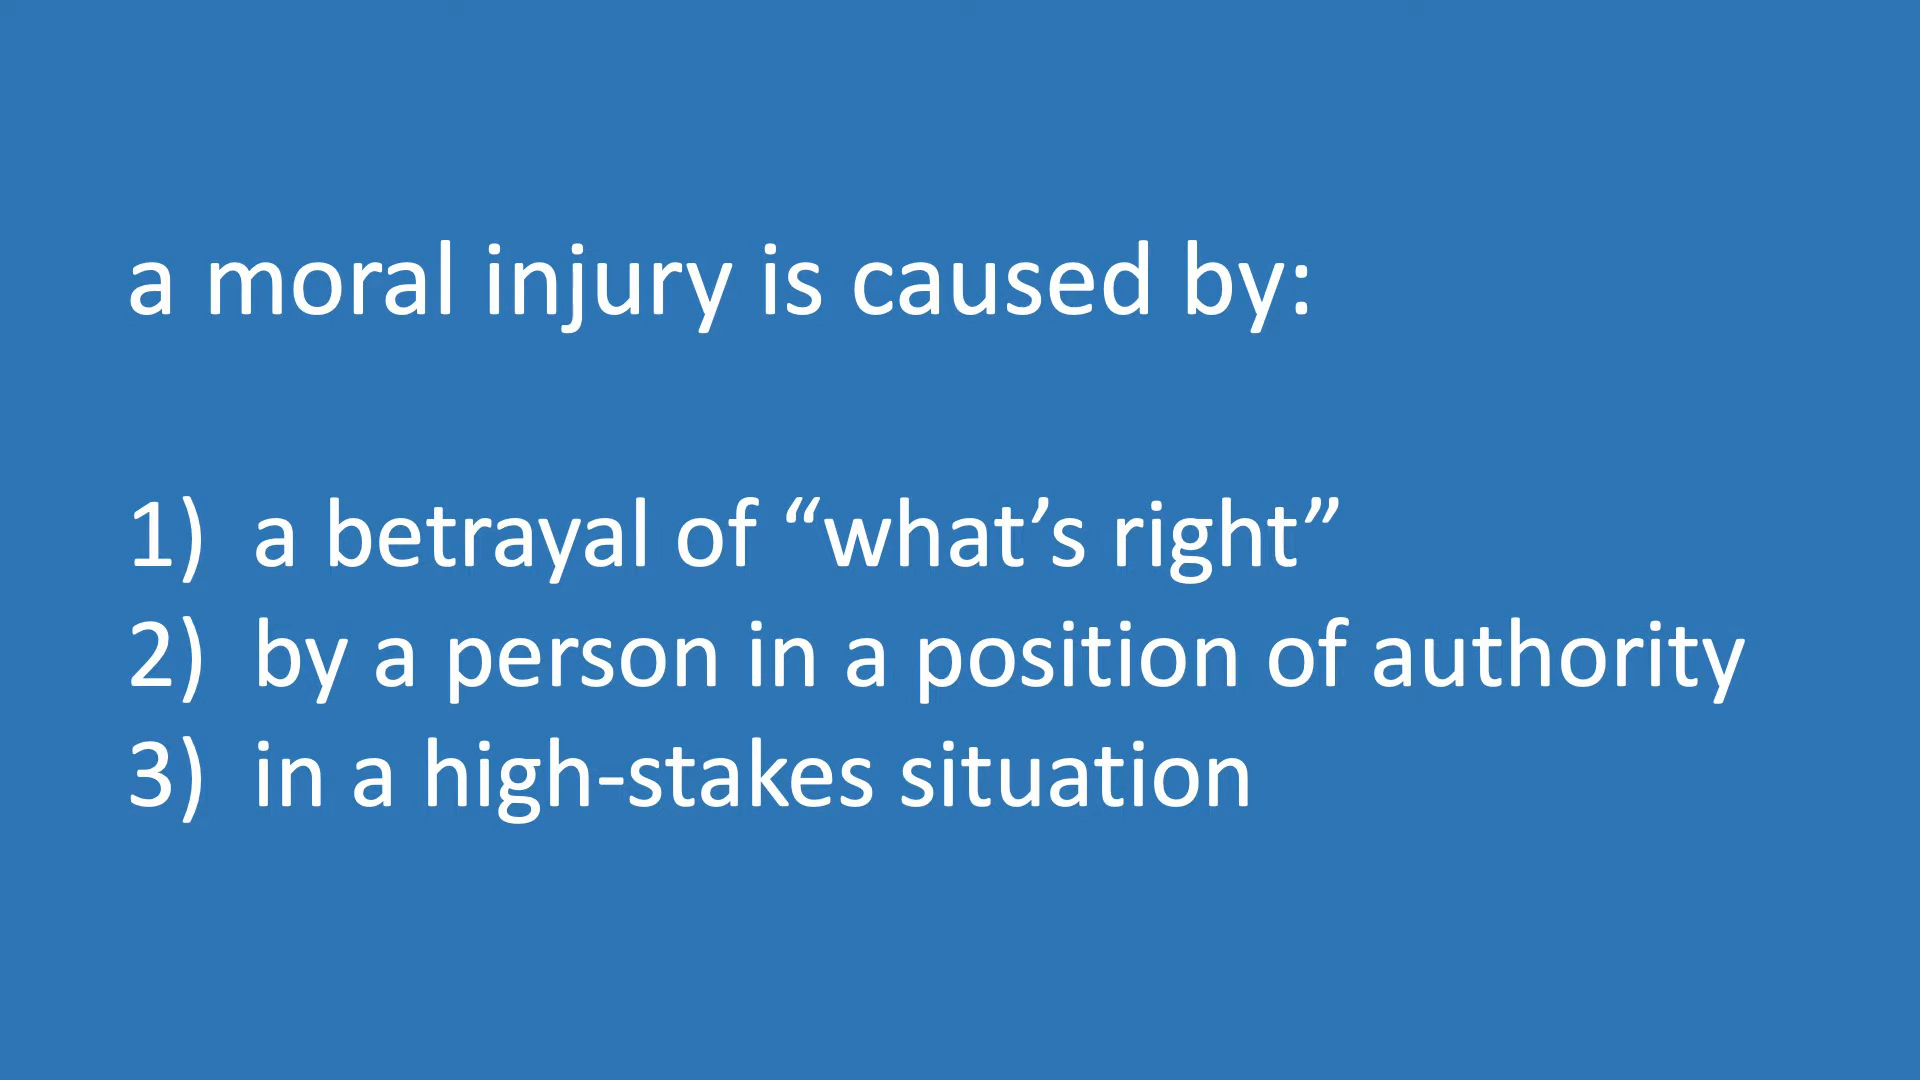 a moral injury is caused by:
1) a betrayal of “what’s right”
2) by a person in a position of authority
3) in a high-stakes situation